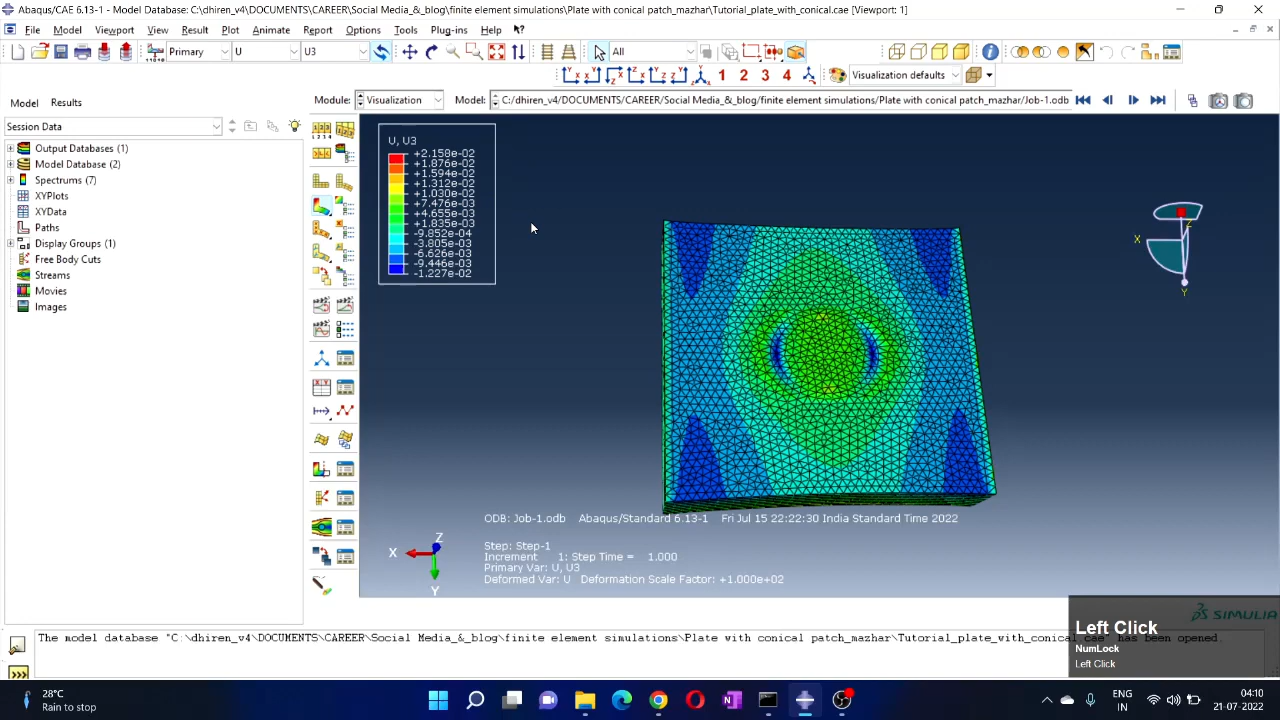 Abaqus/CAE 6.13-1 - Model Database: C:\dhiren_v4\DOCUMENTS\CAREER\Social Media_&_blog\finite element simulations\Plate with conical patch_mazhar\Tutorial_plate_with_conical.cae [Viewport: 1]
File Model Viewport View Result Plot Animate Report Options Tools Plug-ins Help
Primary U U3 All
1 2 3 4 Visualization defaults
Model Results Module: Visualization Model: C:/dhiren_v4/DOCUMENTS/CAREER/Social Media_&_blog/finite element simulations/Plate with conical patch_mazhar/Job-1.odb
Session Data
Output Databases (1)
Model Database (2)
Spectrums (7)
XYPlots
XYData
Paths
Display Groups (1)
Free Body Cuts
Streams
Movies
Images
U, U3
+2.158e-02
+1.876e-02
+1.594e-02
+1.312e-02
+1.030e-02
+7.476e-03
+4.655e-03
+1.835e-03
-9.852e-04
-3.805e-03
-6.626e-03
-9.446e-03
-1.227e-02
Z
X
Y
ODB: Job-1.odb Abaqus/Standard 6.13-1 Fri Jul 15 22:22:30 India Standard Time 2022
Z
X
Y
Step: Step-1
Increment 1: Step Time = 1.000
Primary Var: U, U3
Deformed Var: U Deformation Scale Factor: +1.000e+02
SIMULIA
The model database "C:\dhiren_v4\DOCUMENTS\CAREER\Social Media_&_blog\finite element simulations\Plate with conical patch_mazhar\Tutorial_plate_with_conical.cae" has been opened.
Left Click
NumLock
Left Click
28°C
Rain to stop
ENG
IN
04:10
21-07-2022